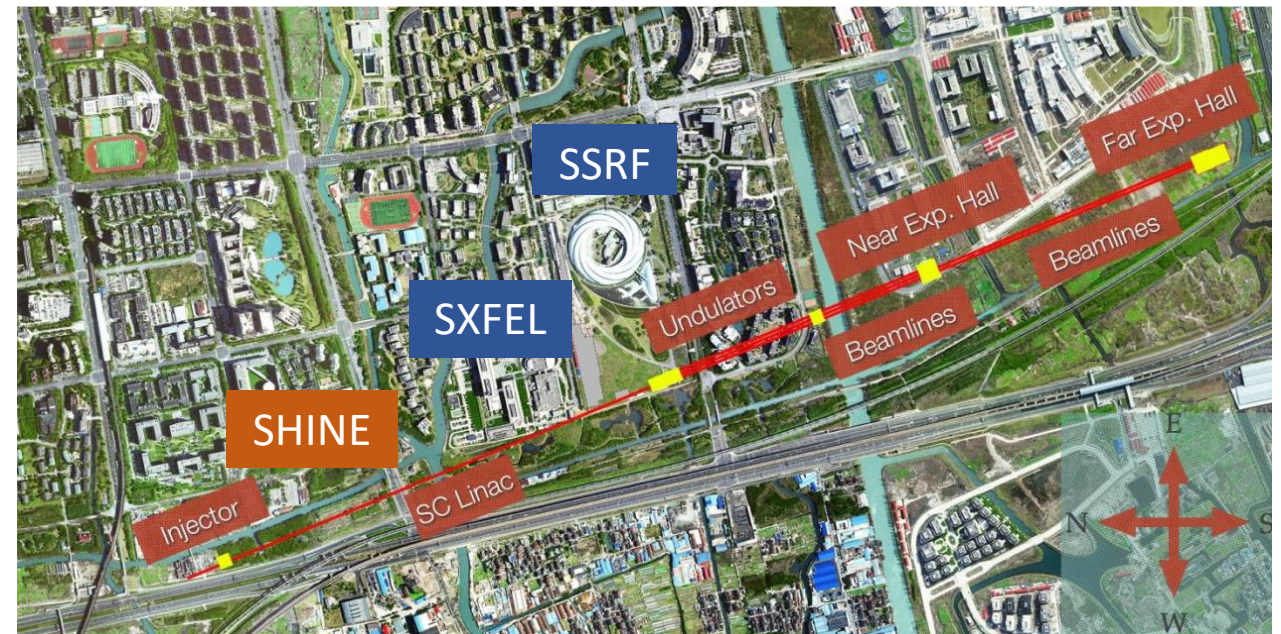 SSRF
Far Exp. Hall
Near Exp. Hall
Beamlines
SXFEL
Undulators
Beamlines
SHINE
SC Linac
Injector
E
N
S
W